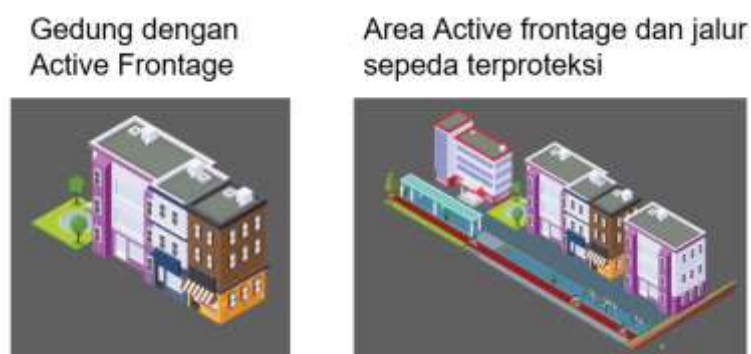 Gedung dengan
Active Frontage
Area Active frontage dan jalur
sepeda terproteksi